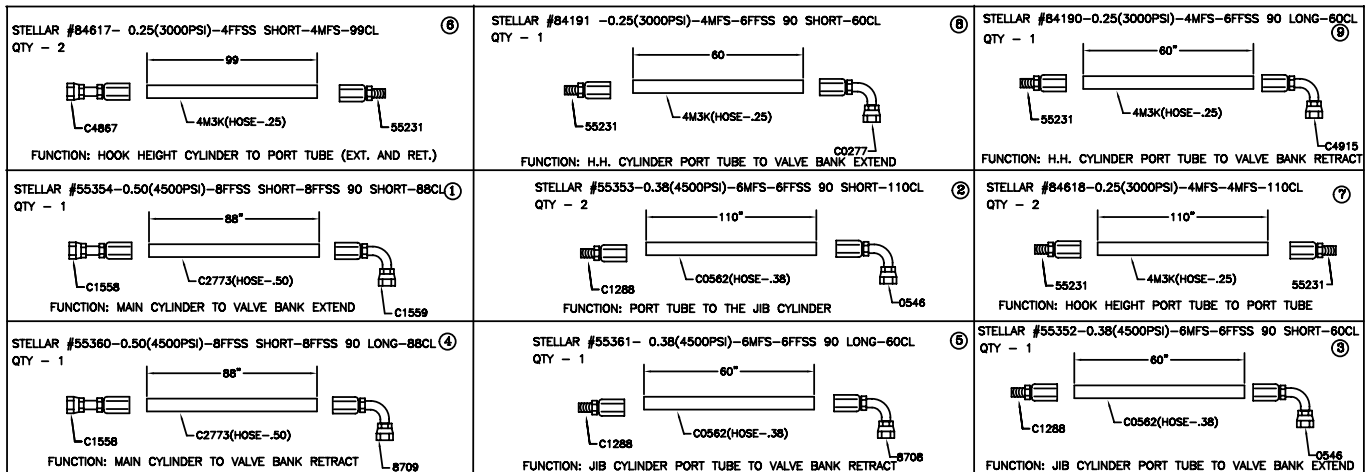 STELLAR #84617- 0.25(3000PSI)-4FFSS SHORT-4MFS-99CL
6
QTY - 2
99
C4867
4M3K(HOSE-.25)
55231
FUNCTION: HOOK HEIGHT CYLINDER TO PORT TUBE (EXT. AND RET.)
STELLAR #84191 -0.25(3000PSI)-4MFS-6FFSS 90 SHORT-60CL
8
QTY - 1
60
55231
4M3K(HOSE-.25)
C0277
FUNCTION: H.H. CYLINDER PORT TUBE TO VALVE BANK EXTEND
STELLAR #84190-0.25(3000PSI)-4MFS-6FFSS 90 LONG-60CL
9
QTY - 1
60"
55231
4M3K(HOSE-.25)
C4915
FUNCTION: H.H. CYLINDER PORT TUBE TO VALVE BANK RETRACT
STELLAR #55354-0.50(4500PSI)-8FFSS SHORT-8FFSS 90 SHORT-88CL
1
QTY - 1
88"
C1558
C2773(HOSE-.50)
C1559
FUNCTION: MAIN CYLINDER TO VALVE BANK EXTEND
STELLAR #55353-0.38(4500PSI)-6MFS-6FFSS 90 SHORT-110CL
2
QTY - 2
110"
C1288
C0562(HOSE-.38)
0546
FUNCTION: PORT TUBE TO THE JIB CYLINDER
STELLAR #84618-0.25(3000PSI)-4MFS-4MFS-110CL
7
QTY - 2
110"
55231
4M3K(HOSE-.25)
55231
FUNCTION: HOOK HEIGHT PORT TUBE TO PORT TUBE
STELLAR #55360-0.50(4500PSI)-8FFSS SHORT-8FFSS 90 LONG-88CL
4
QTY - 1
88"
C1558
C2773(HOSE-.50)
8709
FUNCTION: MAIN CYLINDER TO VALVE BANK RETRACT
STELLAR #55361- 0.38(4500PSI)-6MFS-6FFSS 90 LONG-60CL
5
QTY - 1
60"
C1288
C0562(HOSE-.38)
8708
FUNCTION: JIB CYLINDER PORT TUBE TO VALVE BANK RETRACT
STELLAR #55352-0.38(4500PSI)-6MFS-6FFSS 90 SHORT-60CL
3
QTY - 1
60"
C1288
C0562(HOSE-.38)
0546
FUNCTION: JIB CYLINDER PORT TUBE TO VALVE BANK EXTEND